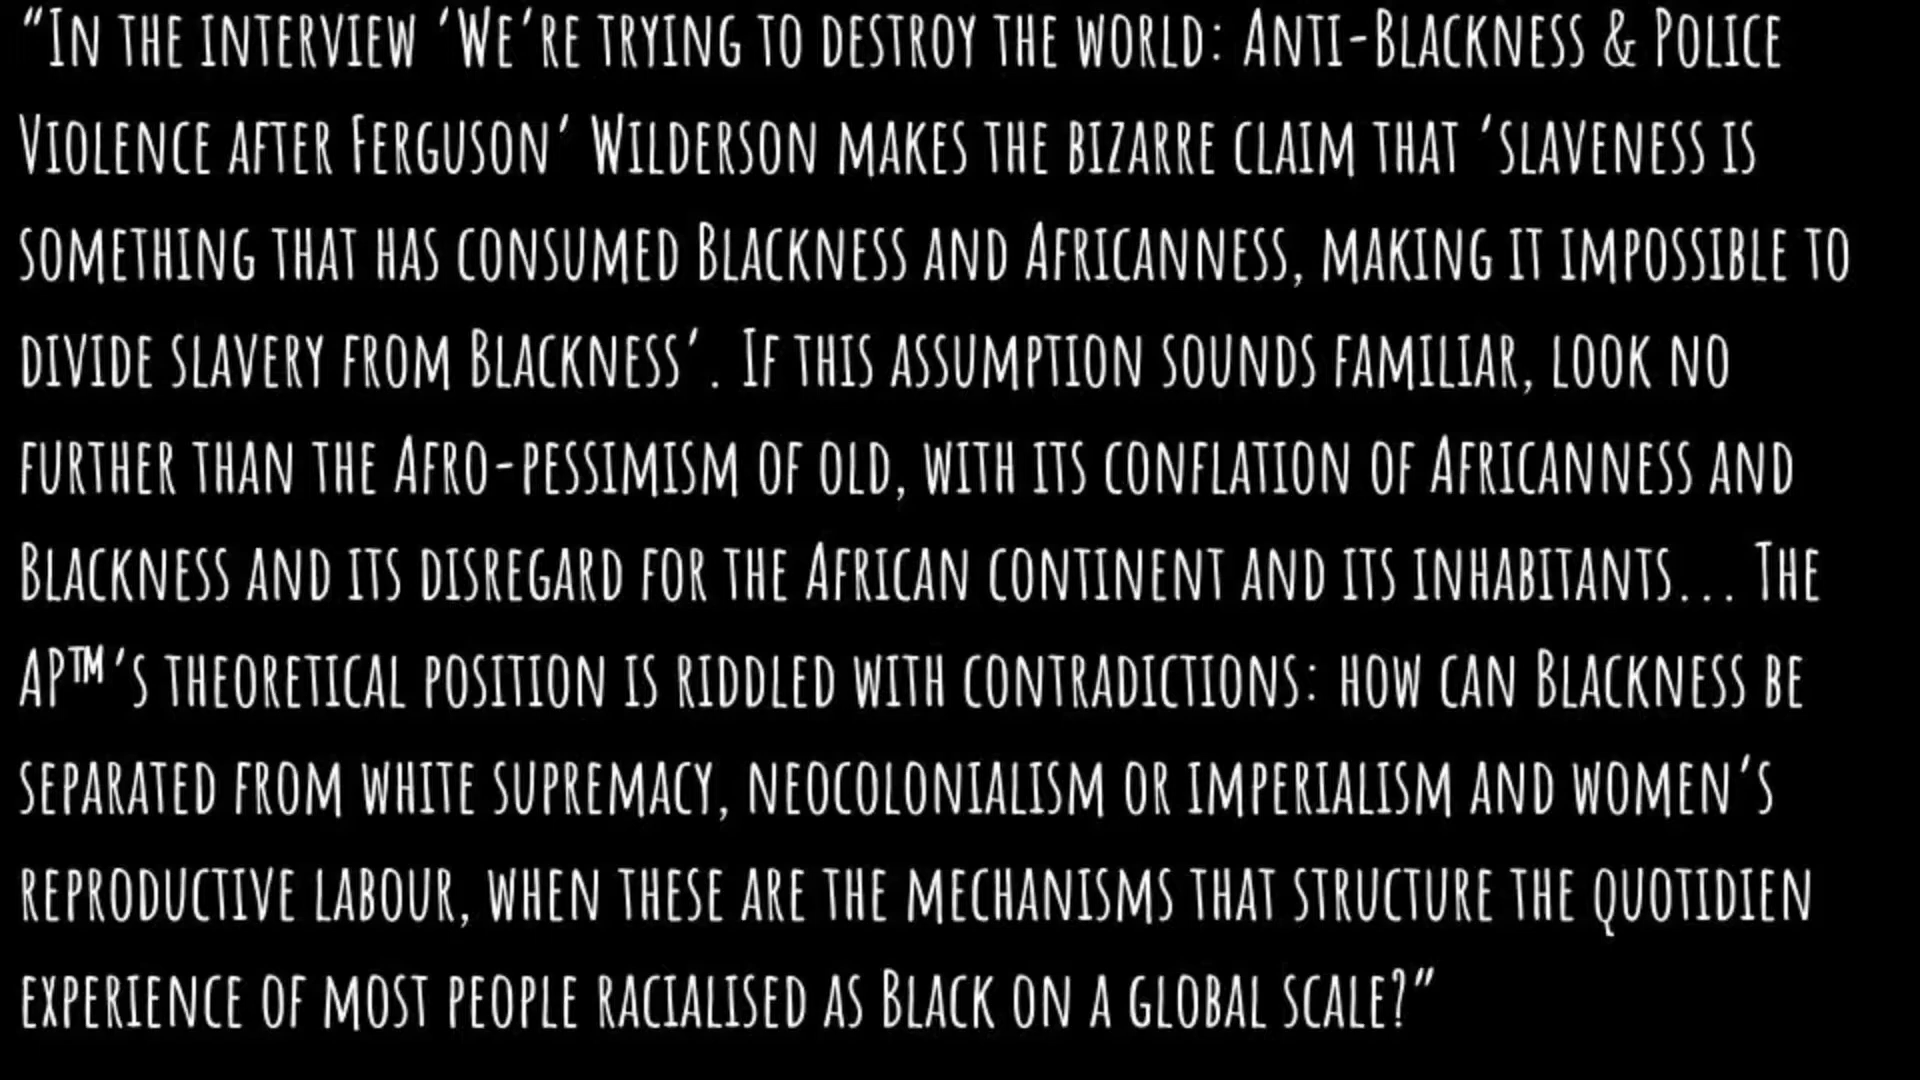 “In the interview ‘We’re trying to destroy the world: Anti-Blackness & Police
Violence after Ferguson’ Wilderson makes the bizarre claim that ‘slaveness is
something that has consumed Blackness and Africanness, making it impossible to
divide slavery from Blackness’. If this assumption sounds familiar, look no
further than the Afro-pessimism of old, with its conflation of Africanness and
Blackness and its disregard for the African continent and its inhabitants... The
AP™’s theoretical position is riddled with contradictions: how can Blackness be
separated from white supremacy, neocolonialism or imperialism and women’s
reproductive labour, when these are the mechanisms that structure the quotidien
experience of most people racialised as Black on a global scale?”